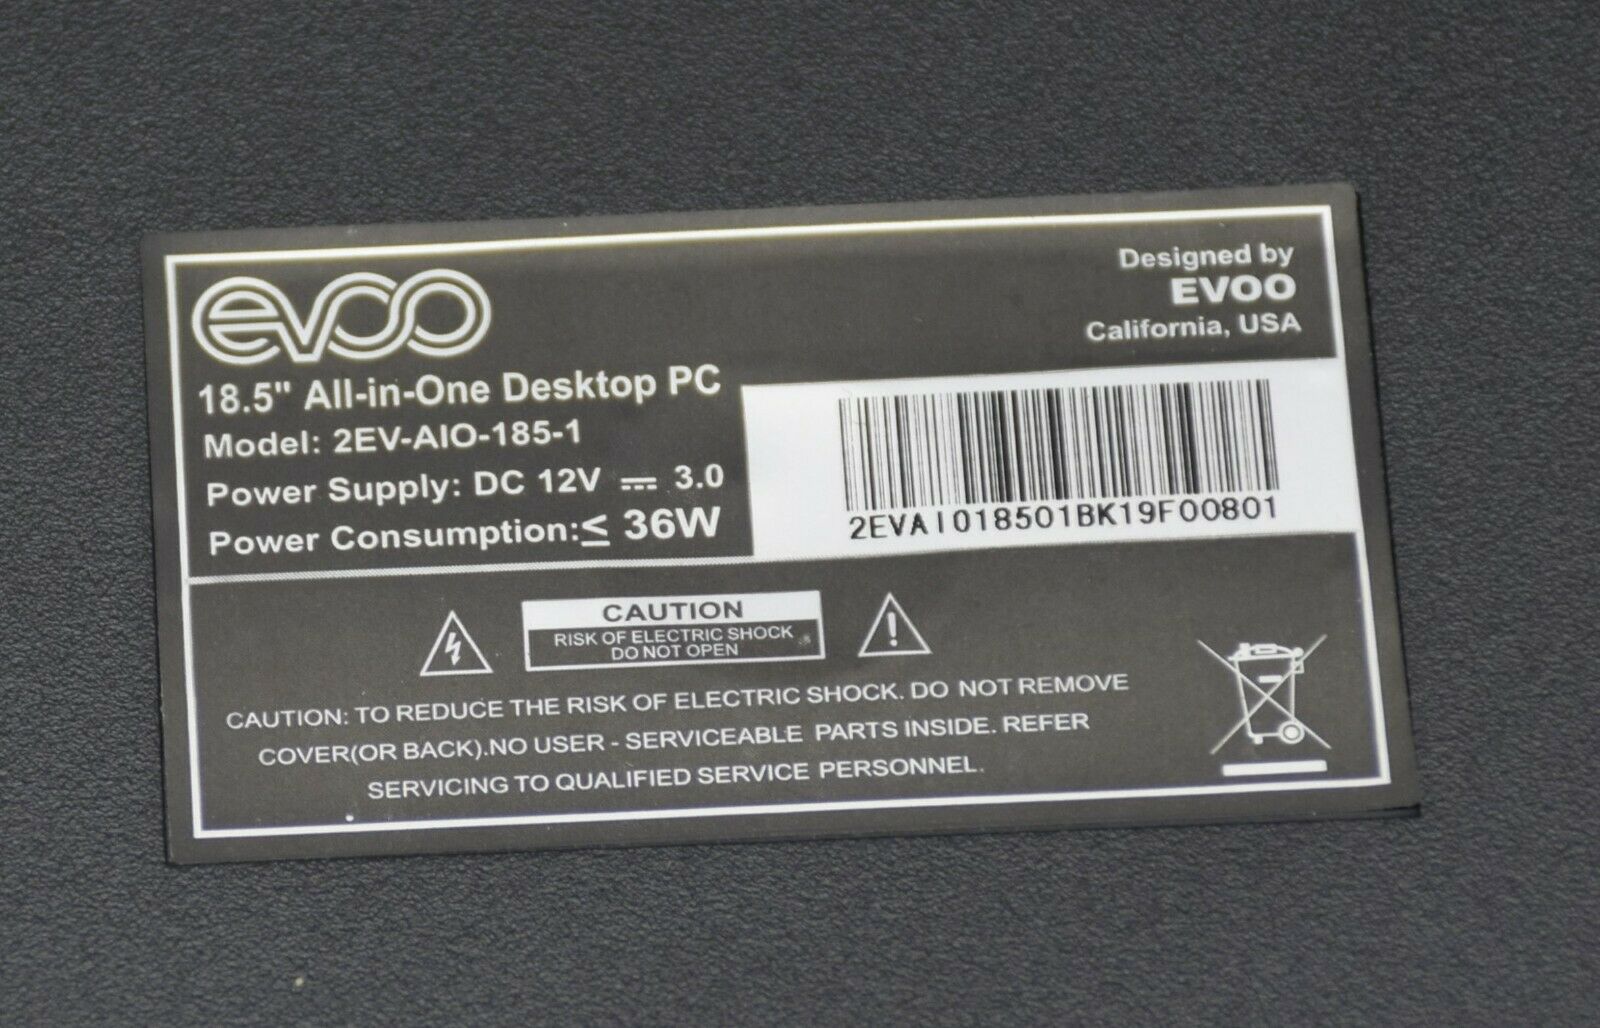 evoo
Designed by
EVOO
California, USA
18.5" All-in-One Desktop PC
Model: 2EV-AIO-185-1
Power Supply: DC 12V ⎓ 3.0
Power Consumption:≤ 36W
2EVAI018501BK19F00801
CAUTION
RISK OF ELECTRIC SHOCK
DO NOT OPEN
CAUTION: TO REDUCE THE RISK OF ELECTRIC SHOCK. DO NOT REMOVE
COVER(OR BACK).NO USER - SERVICEABLE PARTS INSIDE. REFER
SERVICING TO QUALIFIED SERVICE PERSONNEL.